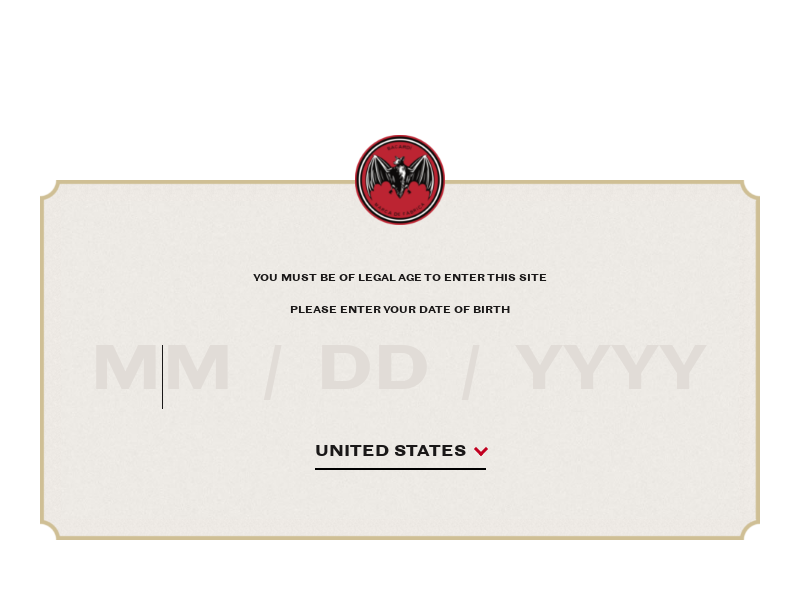 BACARDI
YOU MUST BE OF LEGAL AGE TO ENTER THIS SITE
PLEASE ENTER YOUR DATE OF BIRTH
MM / DD / YYYY
UNITED STATES